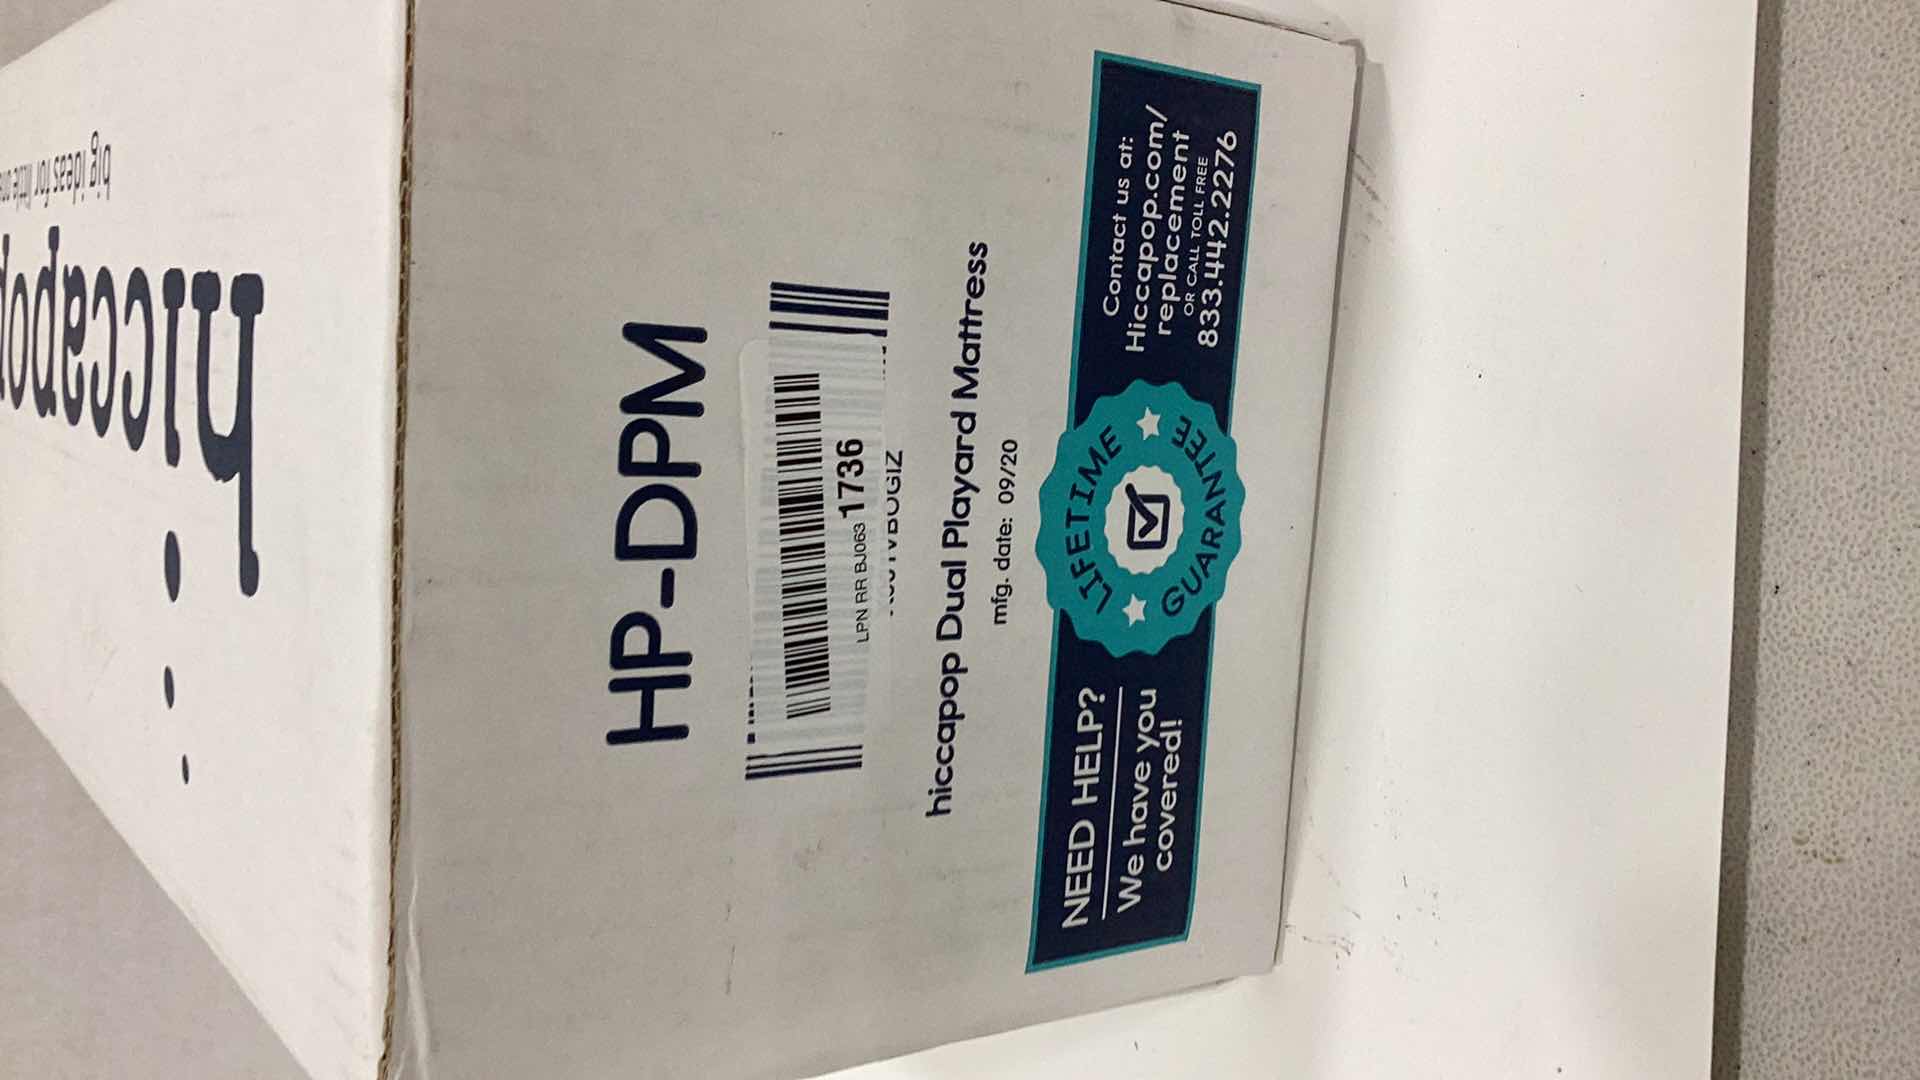 hiccapop
big ideas for little
HP-DPM
LPN RR BJ063 1736
hiccapop Dual Playard Mattress
mfg. date: 09/20
NEED HELP?
We have you
covered!
LIFETIME
GUARANTEE
Contact us at:
Hiccapop.com/
replacement
OR CALL TOLL FREE
833.442.2276